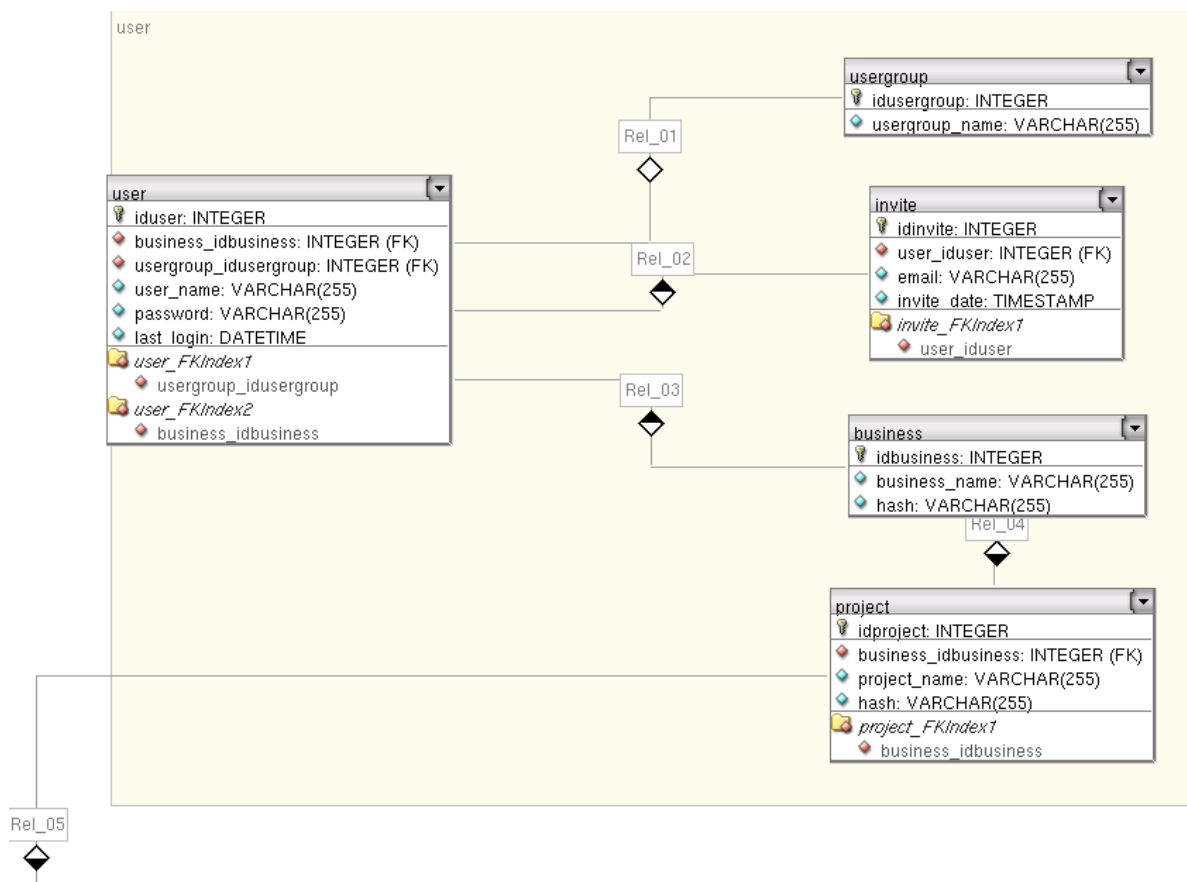 user
usergroup
idusergroup: INTEGER
usergroup_name: VARCHAR(255)
Rel_01
user
iduser: INTEGER
business_idbusiness: INTEGER (FK)
usergroup_idusergroup: INTEGER (FK)
user_name: VARCHAR(255)
password: VARCHAR(255)
last_login: DATETIME
user_FKIndex1
usergroup_idusergroup
user_FKIndex2
business_idbusiness
Rel_02
invite
idinvite: INTEGER
user_iduser: INTEGER (FK)
email: VARCHAR(255)
invite_date: TIMESTAMP
invite_FKIndex1
user_iduser
Rel_03
business
idbusiness: INTEGER
business_name: VARCHAR(255)
hash: VARCHAR(255)
Rel_04
project
idproject: INTEGER
business_idbusiness: INTEGER (FK)
project_name: VARCHAR(255)
hash: VARCHAR(255)
project_FKIndex1
business_idbusiness
Rel_05